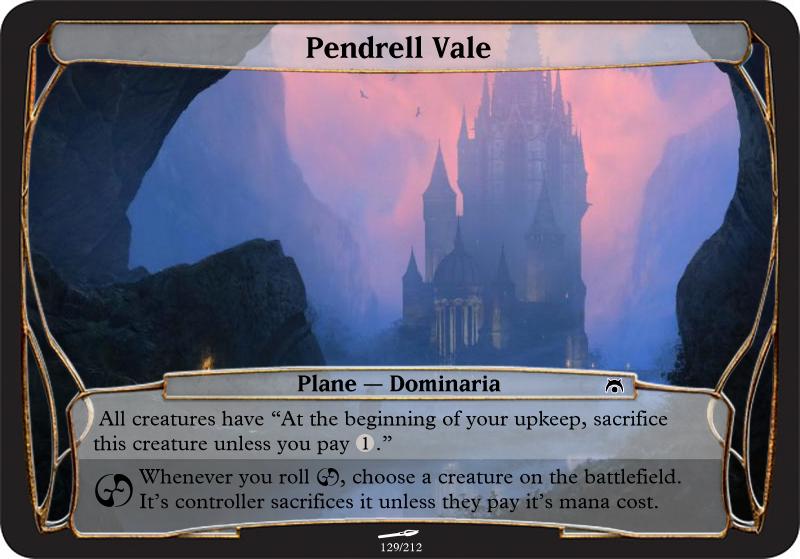 Pendrell Vale
Plane — Dominaria
All creatures have “At the beginning of your upkeep, sacrifice
this creature unless you pay 1.”
Whenever you roll , choose a creature on the battlefield.
It’s controller sacrifices it unless they pay it’s mana cost.
129/212